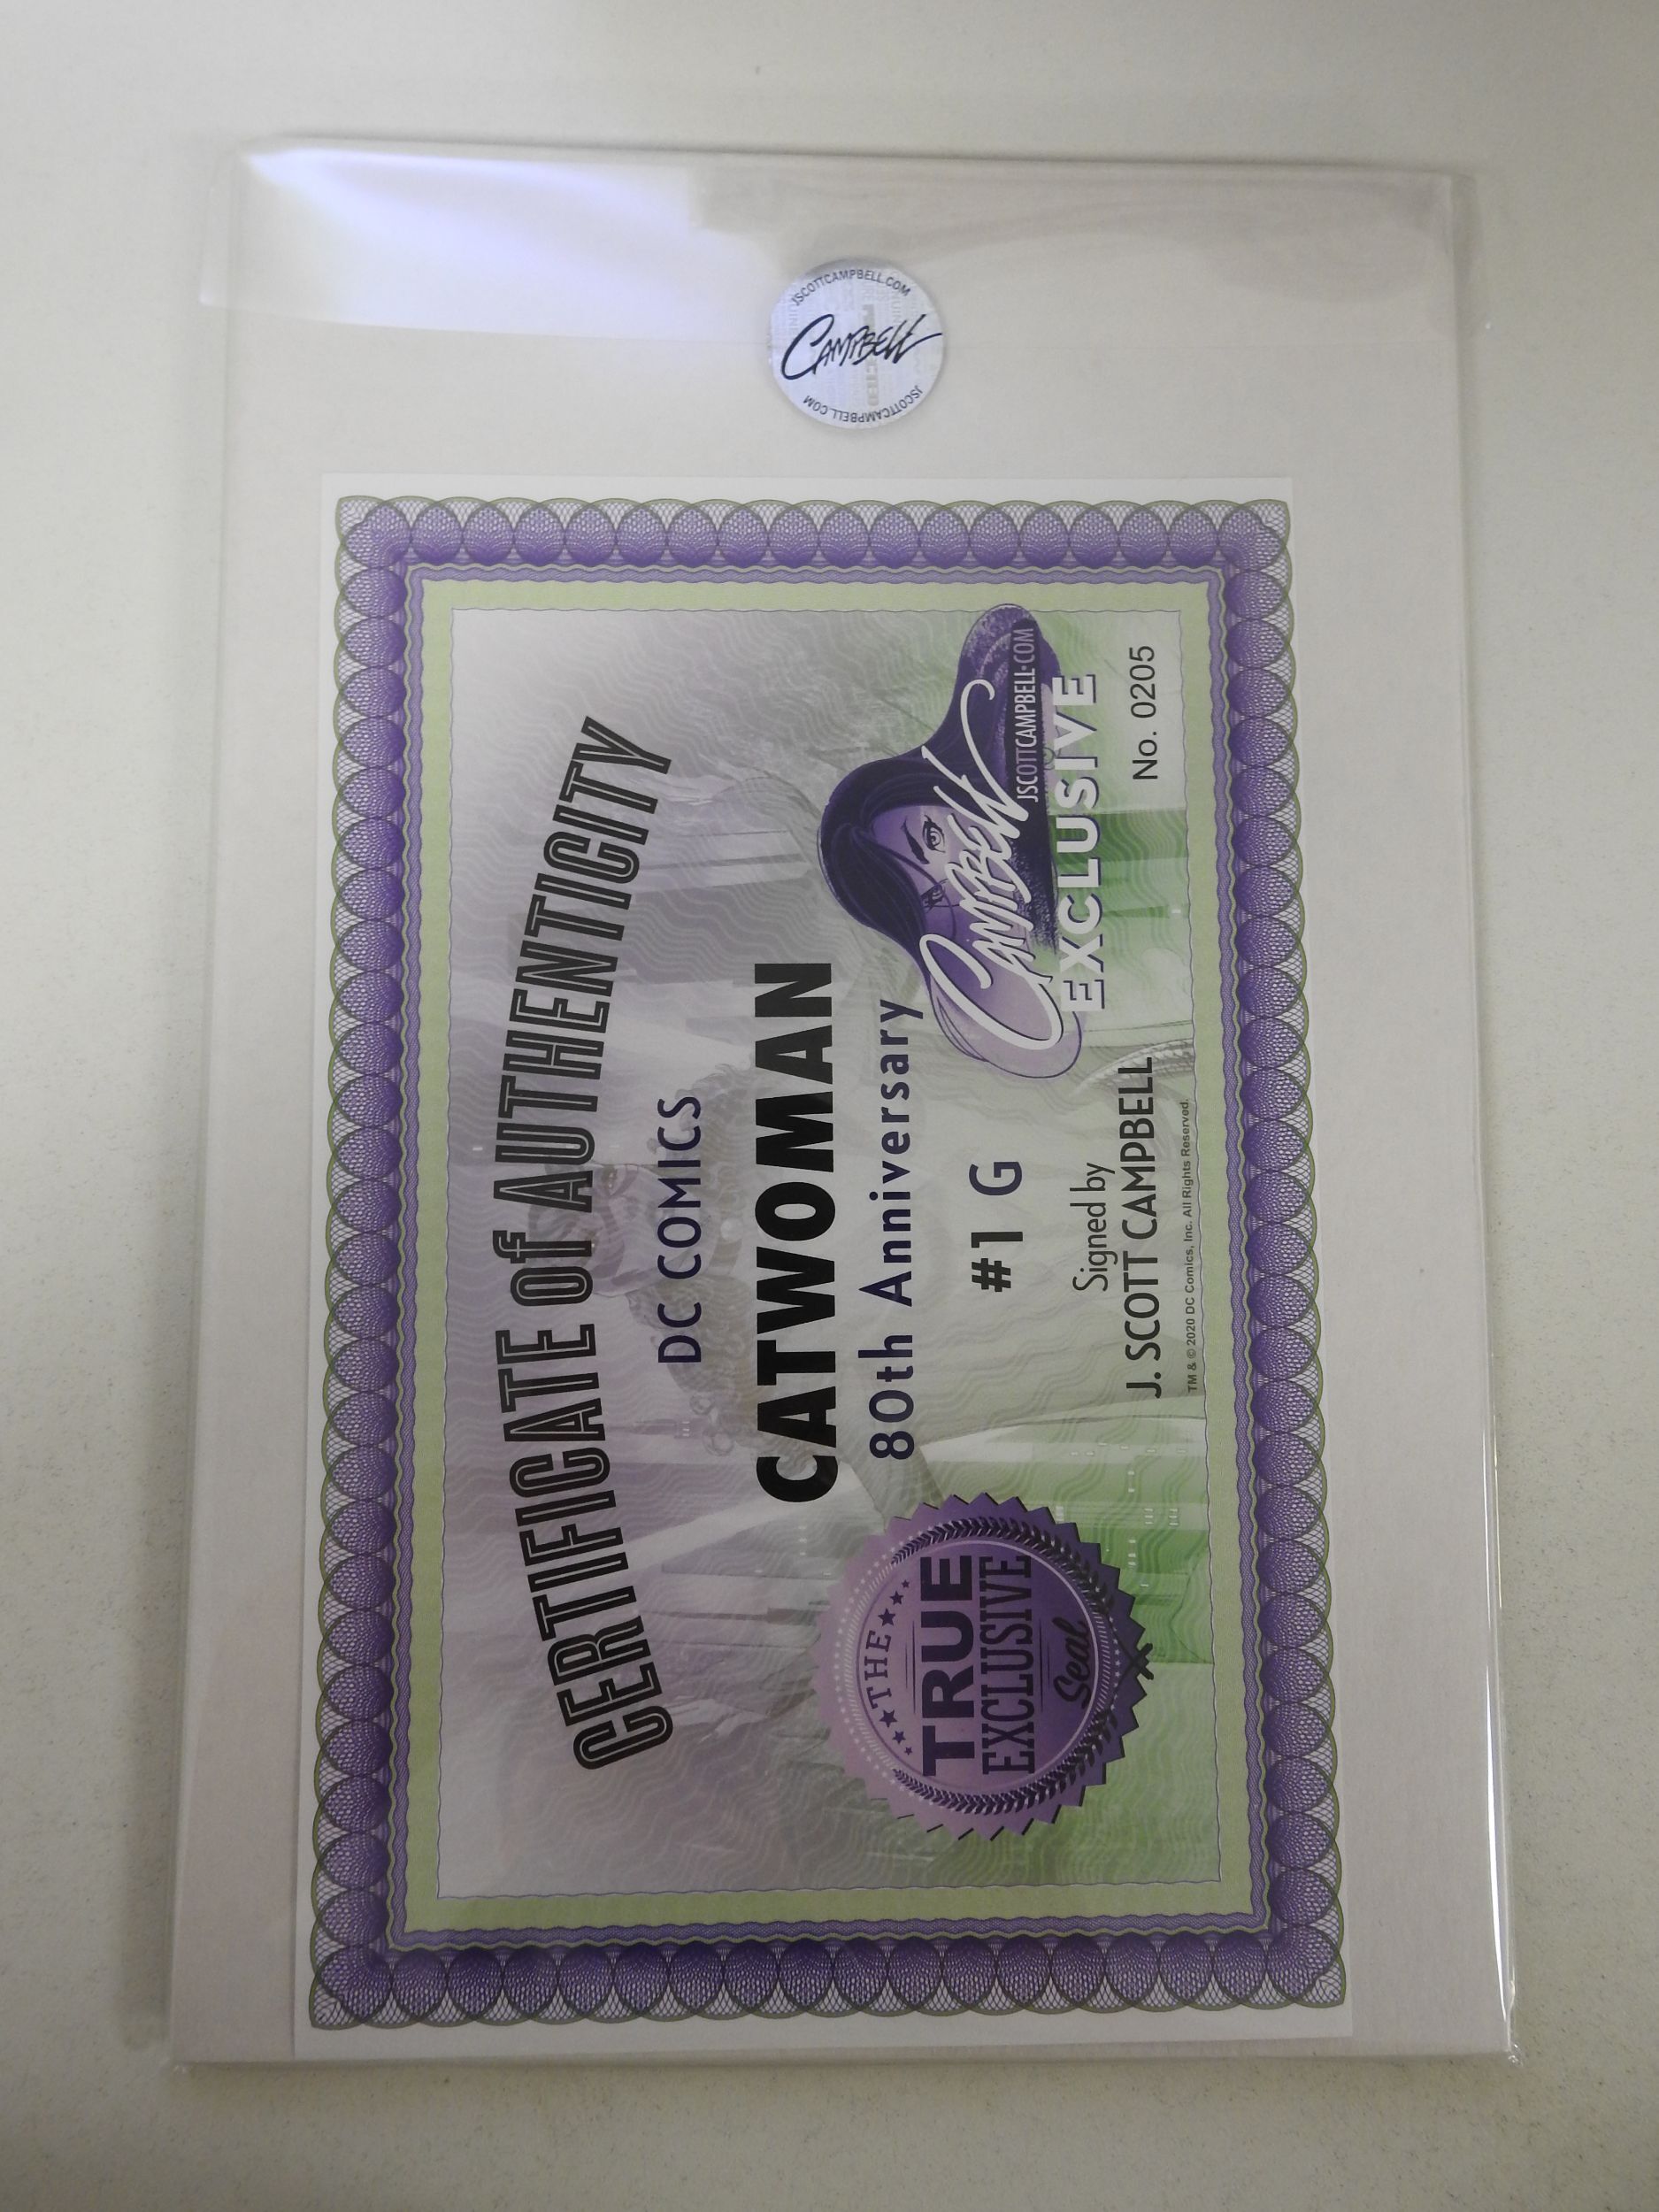 JSCOTTCAMPBELL.COM
CAMPBELL
JSCOTTCAMPBELL.COM
CERTIFICATE of AUTHENTICITY
DC COMICS
CATWOMAN
80th Anniversary
#1 G
Signed by
J. SCOTT CAMPBELL
TM & © 2020 DC Comics, Inc. All Rights Reserved.
THE
TRUE
EXCLUSIVE
Seal
CAMPBELL
JSCOTTCAMPBELL.COM
EXCLUSIVE
No. 0205